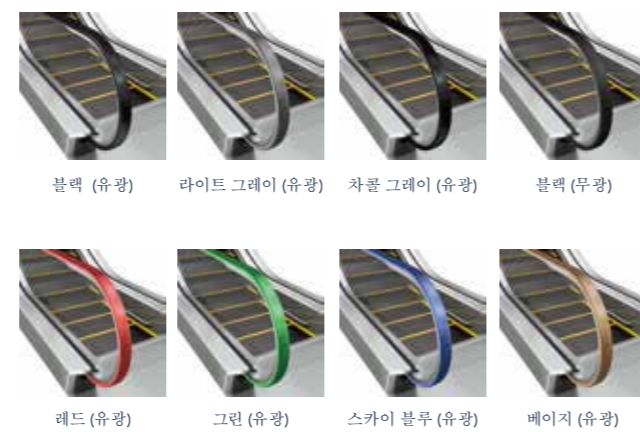 블랙 (유광)
라이트 그레이 (유광)
차콜 그레이 (유광)
블랙 (무광)
레드 (유광)
그린 (유광)
스카이 블루 (유광)
베이지 (유광)